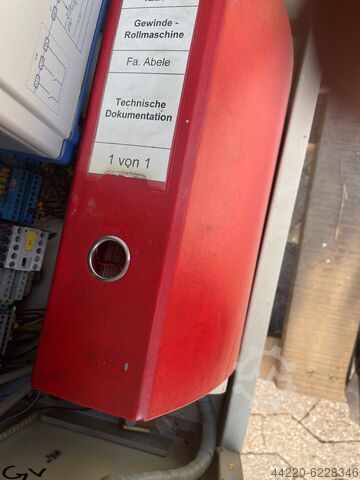 Gewinde -
Rollmaschine
Fa. Abele
Technische
Dokumentation
1 von 1
GV
44220-6228346